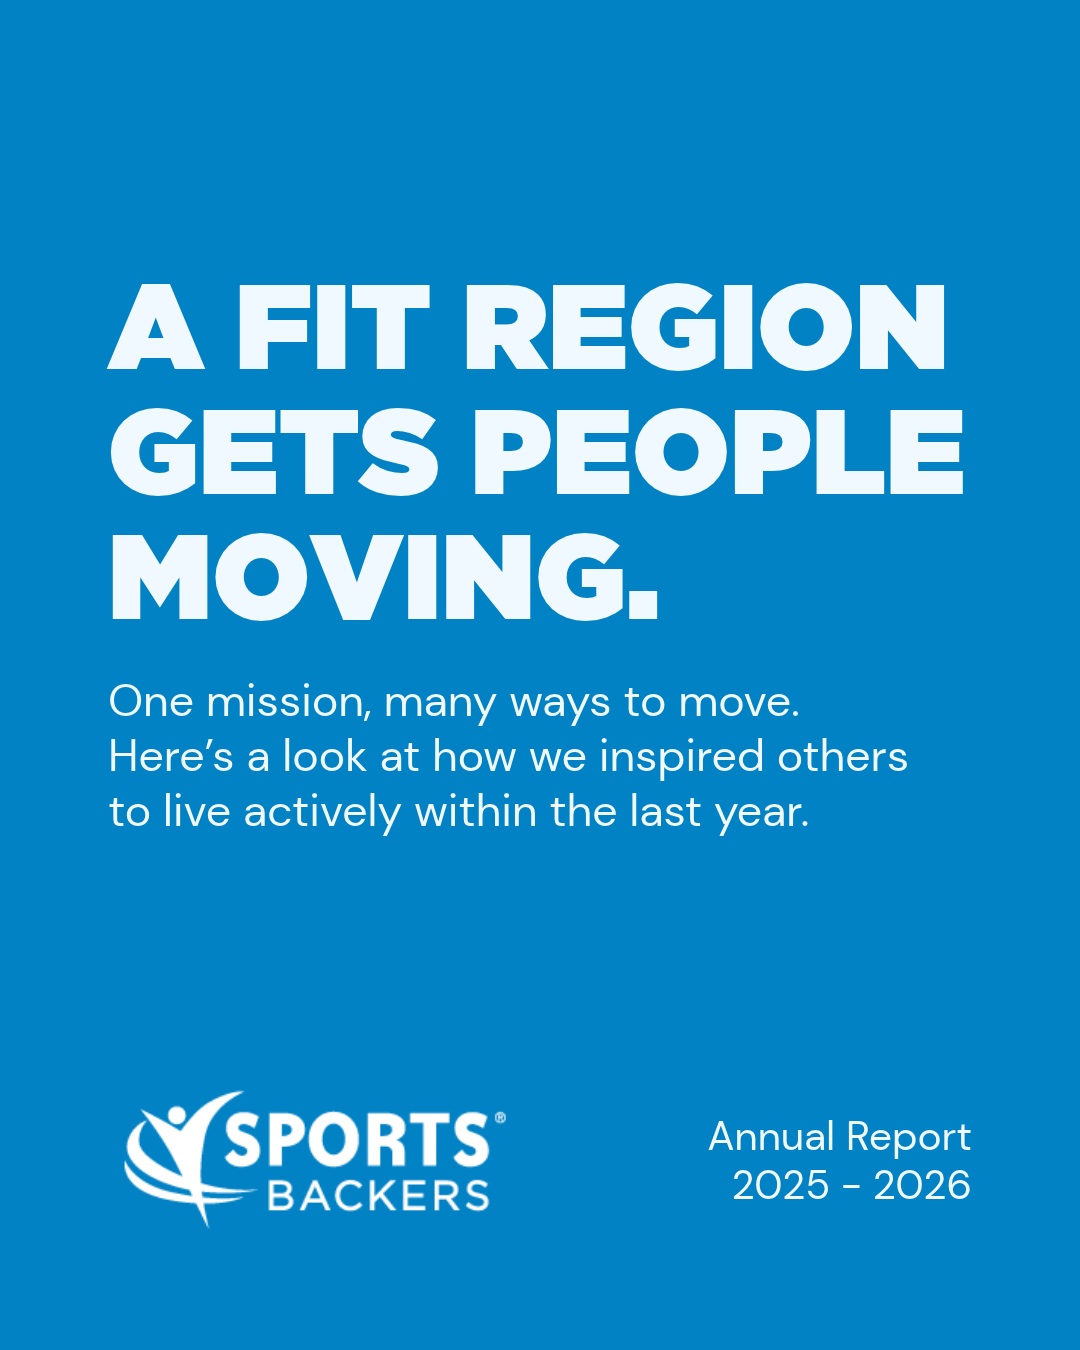 A FIT REGION
GETS PEOPLE
MOVING.
One mission, many ways to move.
Here’s a look at how we inspired others
to live actively within the last year.
SPORTS®
BACKERS
Annual Report
2025 – 2026